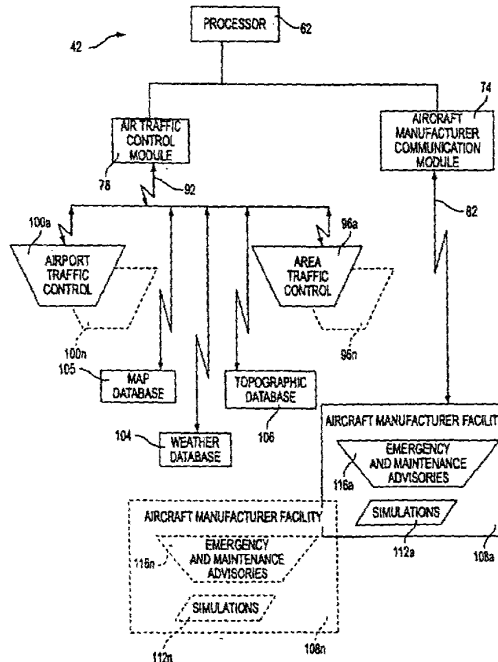 PROCESSOR
62
42
74
AIR TRAFFIC
CONTROL
MODULE
AIRCRAFT
MANUFACTURER
COMMUNICATION
MODULE
78
92
82
100a
96a
AIRPORT
TRAFFIC
CONTROL
AREA
TRAFFIC
CONTROL
100n
96n
105
MAP
DATABASE
TOPOGRAPHIC
DATABASE
106
104
WEATHER
DATABASE
AIRCRAFT MANUFACTURER FACILIT
EMERGENCY
AND MAINTENANCE
ADVISORIES
116a
SIMULATIONS
112a
108a
AIRCRAFT MANUFACTURER FACILITY
116n
EMERGENCY
AND MAINTENANCE
ADVISORIES
SIMULATIONS
112n
108n